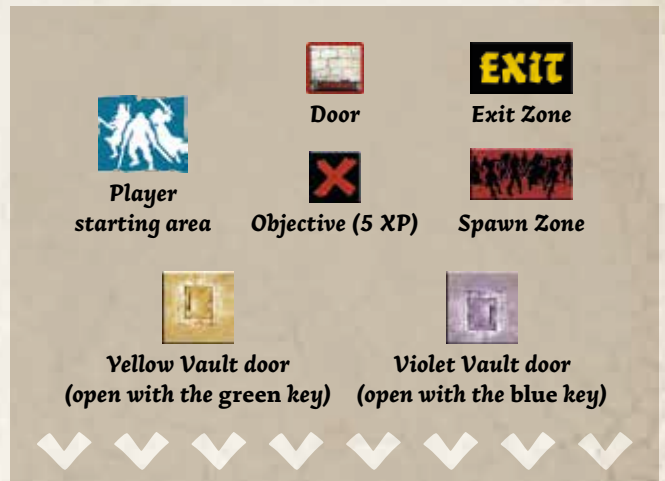 EXIT
Door
Exit Zone
Player
starting area
Objective (5 XP)
Spawn Zone
Yellow Vault door
(open with the green key)
Violet Vault door
(open with the blue key)